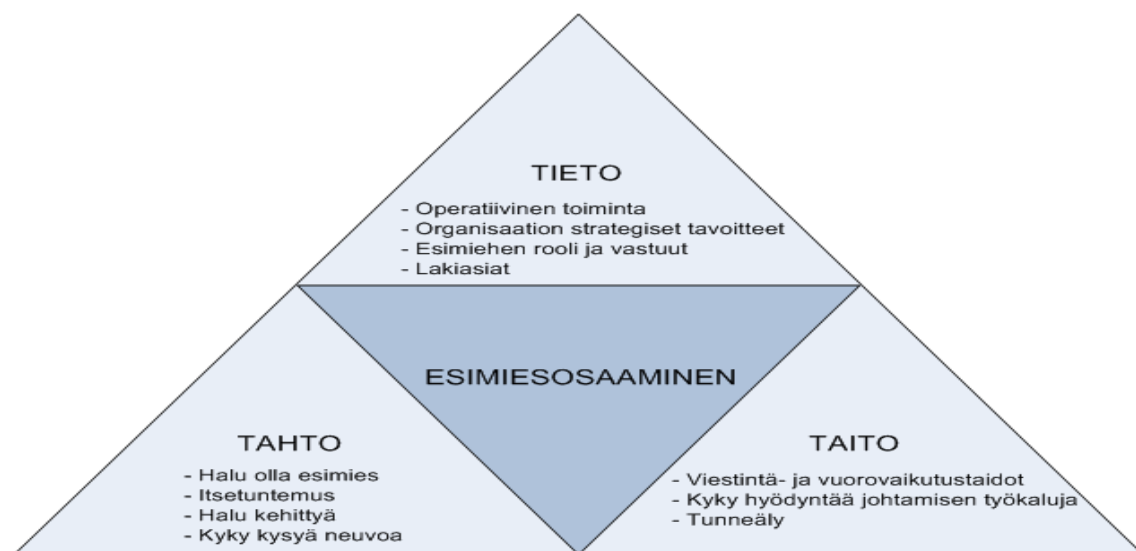 TIETO
- Operatiivinen toiminta
- Organisaation strategiset tavoitteet
- Esimiehen rooli ja vastuut
- Lakiasiat
ESIMIESOSAAMINEN
TAHTO
- Halu olla esimies
- Itsetuntemus
- Halu kehittyä
- Kyky kysyä neuvoa
TAITO
- Viestintä- ja vuorovaikutustaidot
- Kyky hyödyntää johtamisen työkaluja
- Tunneäly